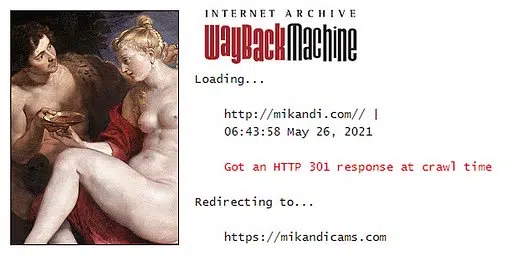 INTERNET ARCHIVE
WayBackMachine
Loading...
http://mikandi.com// |
06:43:58 May 26, 2021
Got an HTTP 301 response at crawl time
Redirecting to...
https://mikandicams.com